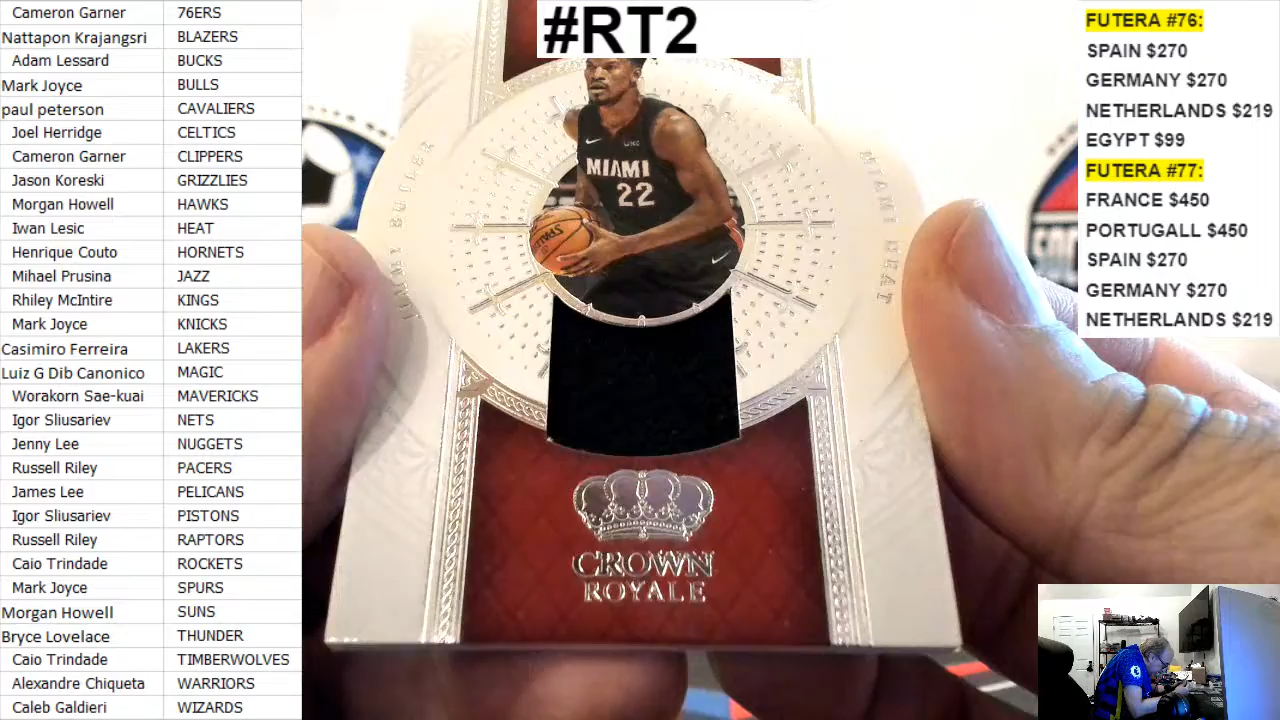 #RT2
Cameron Garner 76ERS
Nattapon Krajangsri BLAZERS
Adam Lessard BUCKS
Mark Joyce BULLS
paul peterson CAVALIERS
Joel Herridge CELTICS
Cameron Garner CLIPPERS
Jason Koreski GRIZZLIES
Morgan Howell HAWKS
Iwan Lesic HEAT
Henrique Couto HORNETS
Mihael Prusina JAZZ
Rhiley McIntire KINGS
Mark Joyce KNICKS
Casimiro Ferreira LAKERS
Luiz G Dib Canonico MAGIC
Worakorn Sae-kuai MAVERICKS
Igor Sliusariev NETS
Jenny Lee NUGGETS
Russell Riley PACERS
James Lee PELICANS
Igor Sliusariev PISTONS
Russell Riley RAPTORS
Caio Trindade ROCKETS
Mark Joyce SPURS
Morgan Howell SUNS
Bryce Lovelace THUNDER
Caio Trindade TIMBERWOLVES
Alexandre Chiqueta WARRIORS
Caleb Galdieri WIZARDS
JIMMY BUTLER
MIAMI
22
MIAMI HEAT
CROWN
ROYALE
FUTERA #76:
SPAIN $270
GERMANY $270
NETHERLANDS $219
EGYPT $99
FUTERA #77:
FRANCE $450
PORTUGALL $450
SPAIN $270
GERMANY $270
NETHERLANDS $219